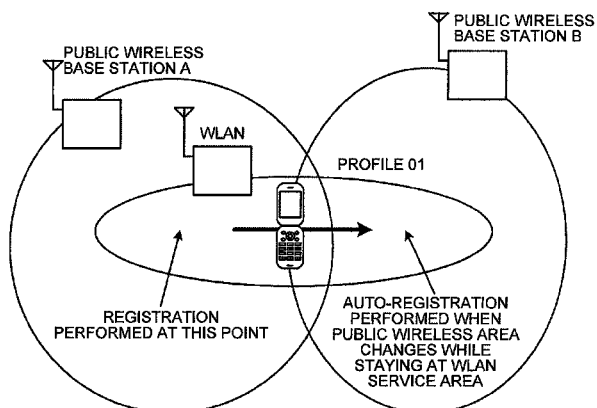 PUBLIC WIRELESS
BASE STATION A
PUBLIC WIRELESS
BASE STATION B
WLAN
PROFILE 01
REGISTRATION
PERFORMED AT THIS POINT
AUTO-REGISTRATION
PERFORMED WHEN
PUBLIC WIRELESS AREA
CHANGES WHILE
STAYING AT WLAN
SERVICE AREA